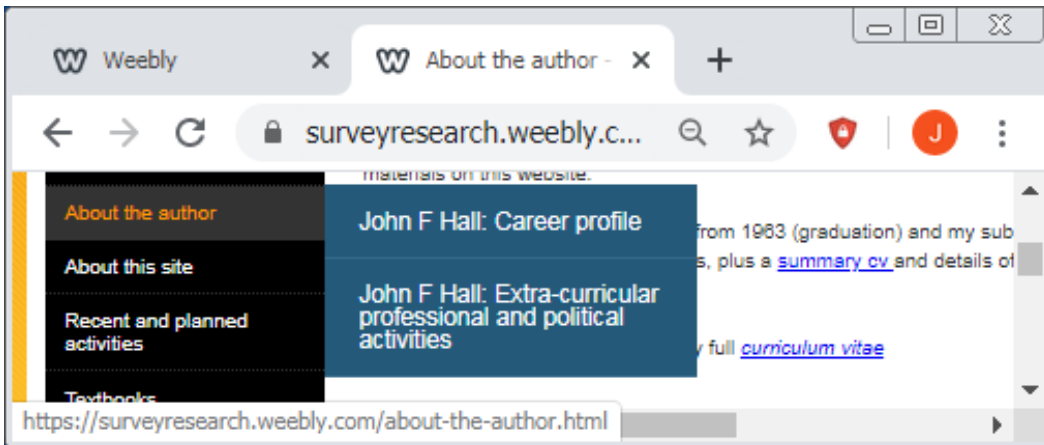 Weebly
About the author -
surveyresearch.weebly.c...
J
materials on this website.
About the author
John F Hall: Career profile
from 1963 (graduation) and my sub
About this site
s, plus a summary cv and details of
John F Hall: Extra-curricular
professional and political
activities
Recent and planned
activities
y full curriculum vitae
Textbooks
https://surveyresearch.weebly.com/about-the-author.html